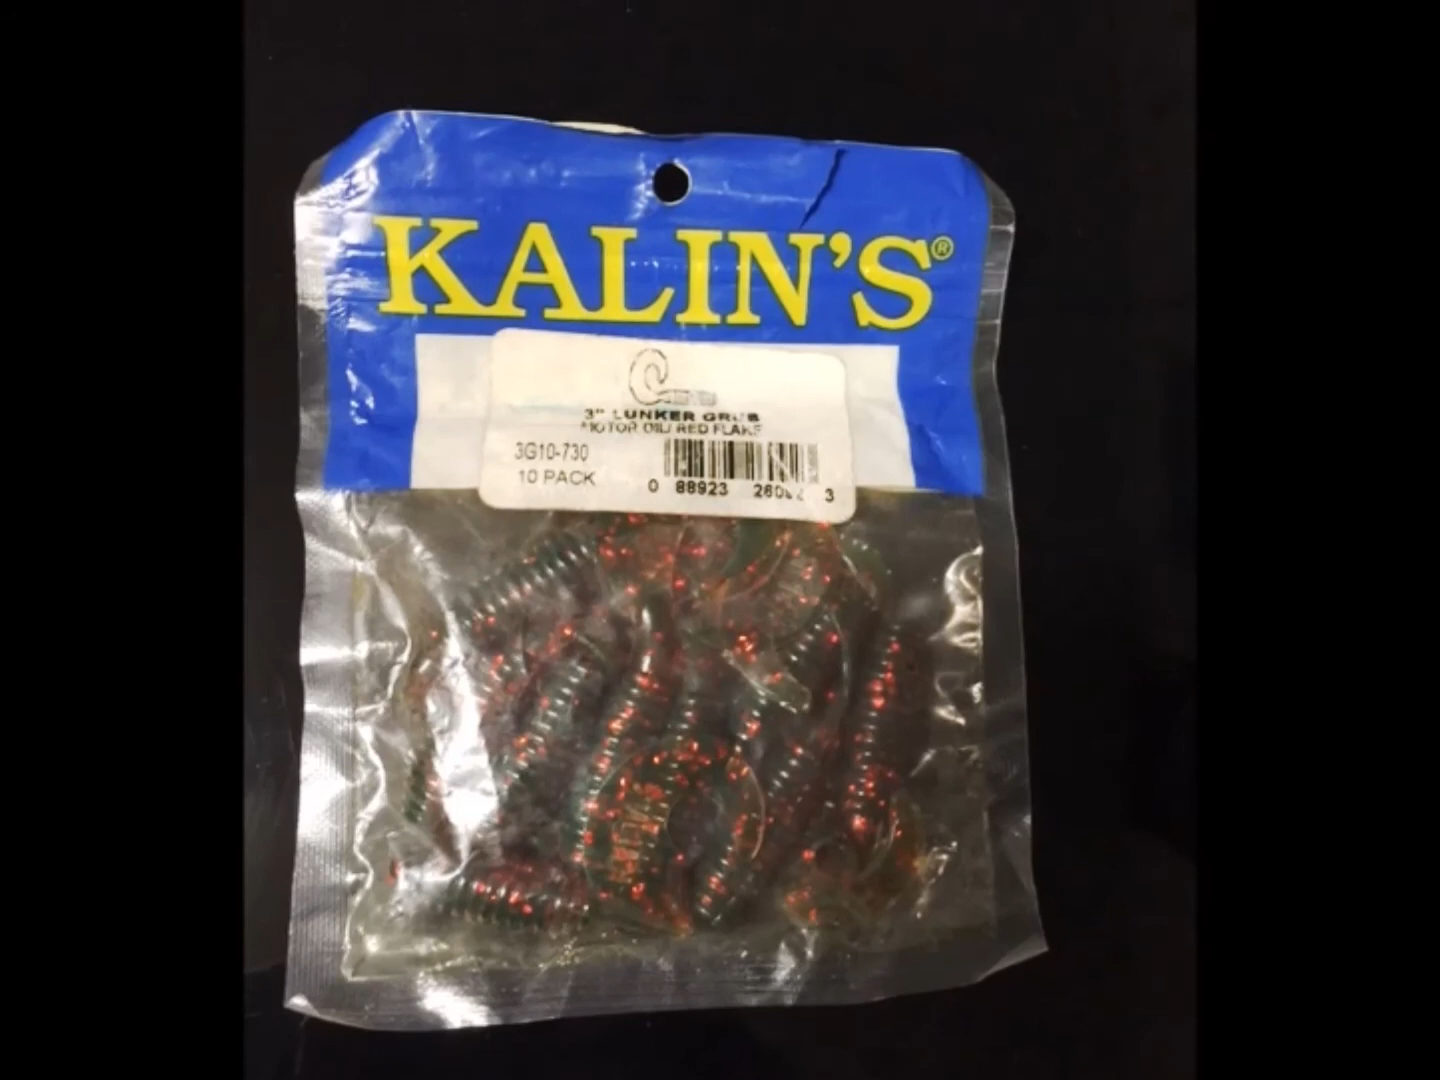 KALIN'S®
3" LUNKER GRUB
MOTOR OIL/ RED FLAKE
3G10-730
10 PACK
0 88923 3